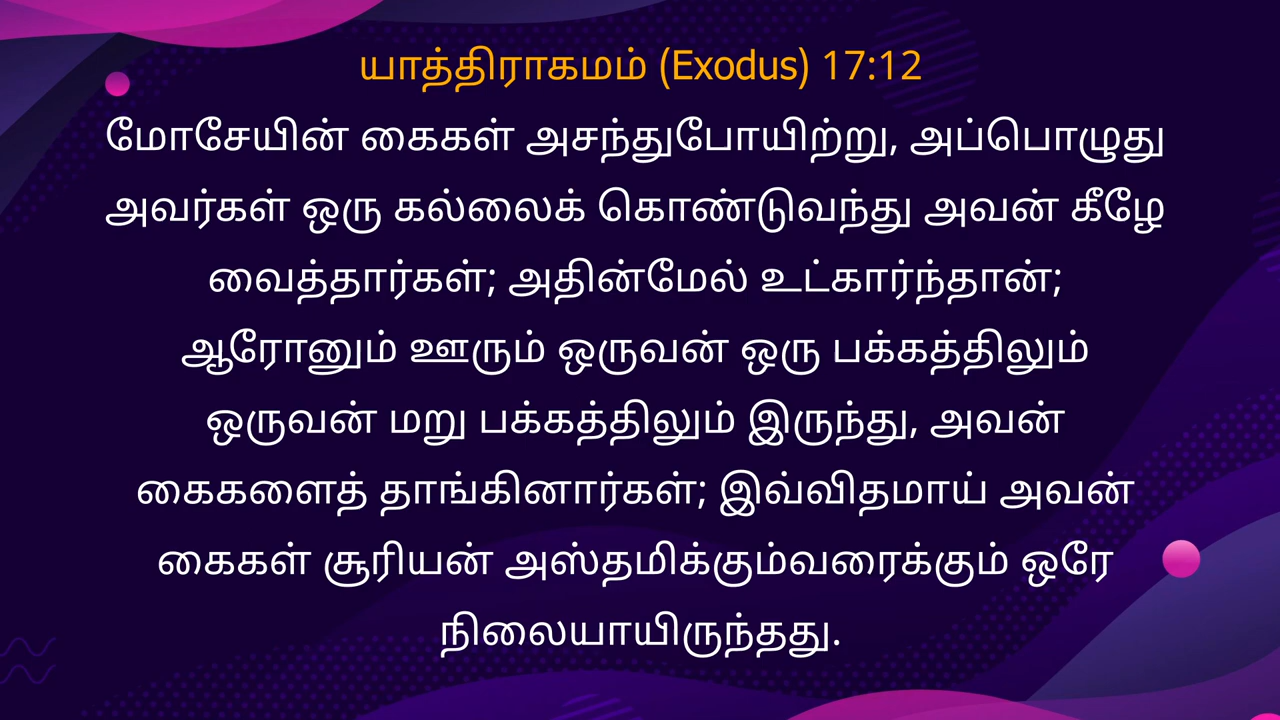 யாத்திராகமம் (Exodus) 17:12
மோசேயின் கைகள் அசந்துபோயிற்று, அப்பொழுது
அவர்கள் ஒரு கல்லைக் கொண்டுவந்து அவன் கீழே
வைத்தார்கள்; அதின்மேல் உட்கார்ந்தான்;
ஆரோனும் ஊரும் ஒருவன் ஒரு பக்கத்திலும்
ஒருவன் மறு பக்கத்திலும் இருந்து, அவன்
கைகளைத் தாங்கினார்கள்; இவ்விதமாய் அவன்
கைகள் சூரியன் அஸ்தமிக்கும்வரைக்கும் ஒரே
நிலையாயிருந்தது.